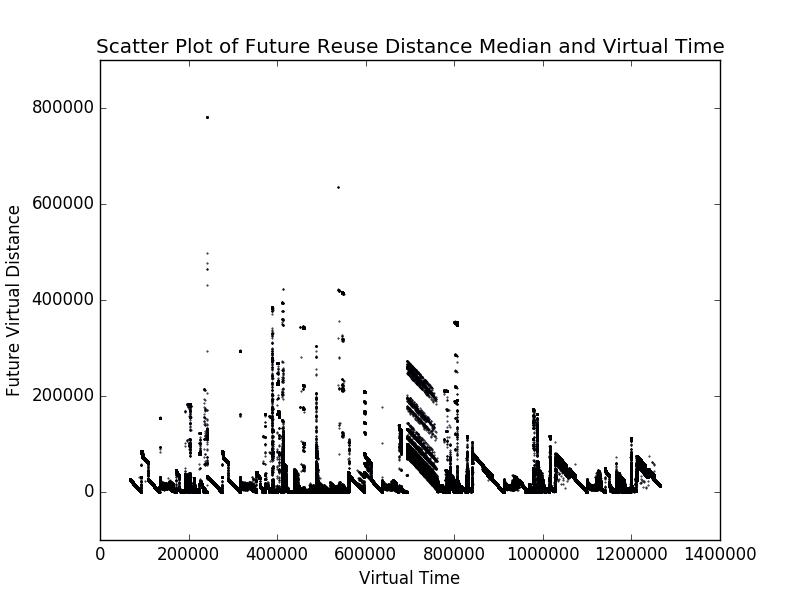 Scatter Plot of Future Reuse Distance Median and Virtual Time
800000
600000
400000
200000
0
Future Virtual Distance
0 200000 400000 600000 800000 1000000 1200000 1400000
Virtual Time